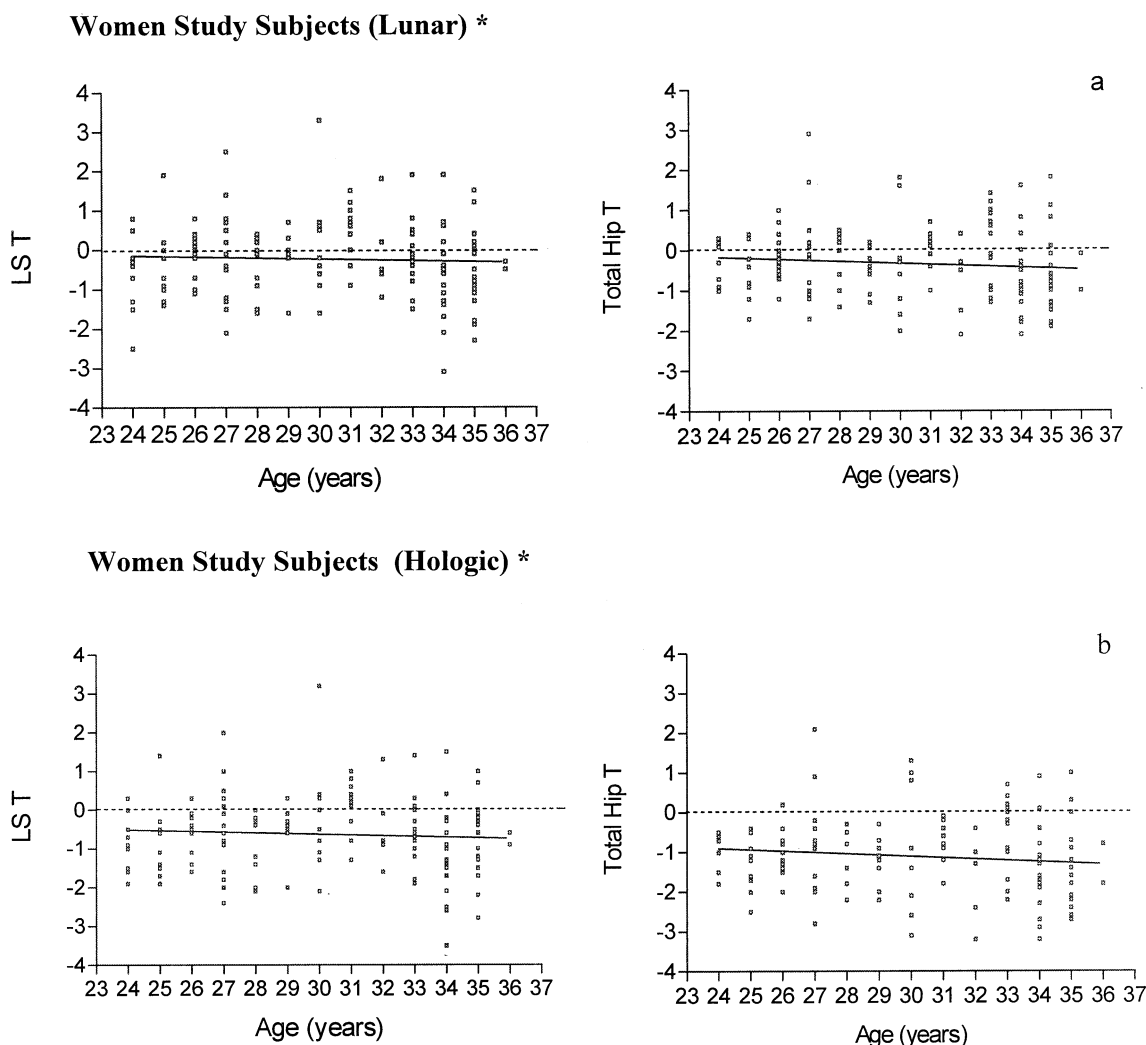 Women Study Subjects (Lunar) *
a
LS T
4
3
2
1
0
-1
-2
-3
-4
23 24 25 26 27 28 29 30 31 32 33 34 35 36 37
Age (years)
Total Hip T
4
3
2
1
0
-1
-2
-3
-4
23 24 25 26 27 28 29 30 31 32 33 34 35 36 37
Age (years)
Women Study Subjects (Hologic) *
b
LS T
4
3
2
1
0
-1
-2
-3
-4
23 24 25 26 27 28 29 30 31 32 33 34 35 36 37
Age (years)
Total Hip T
4
3
2
1
0
-1
-2
-3
-4
23 24 25 26 27 28 29 30 31 32 33 34 35 36 37
Age (years)